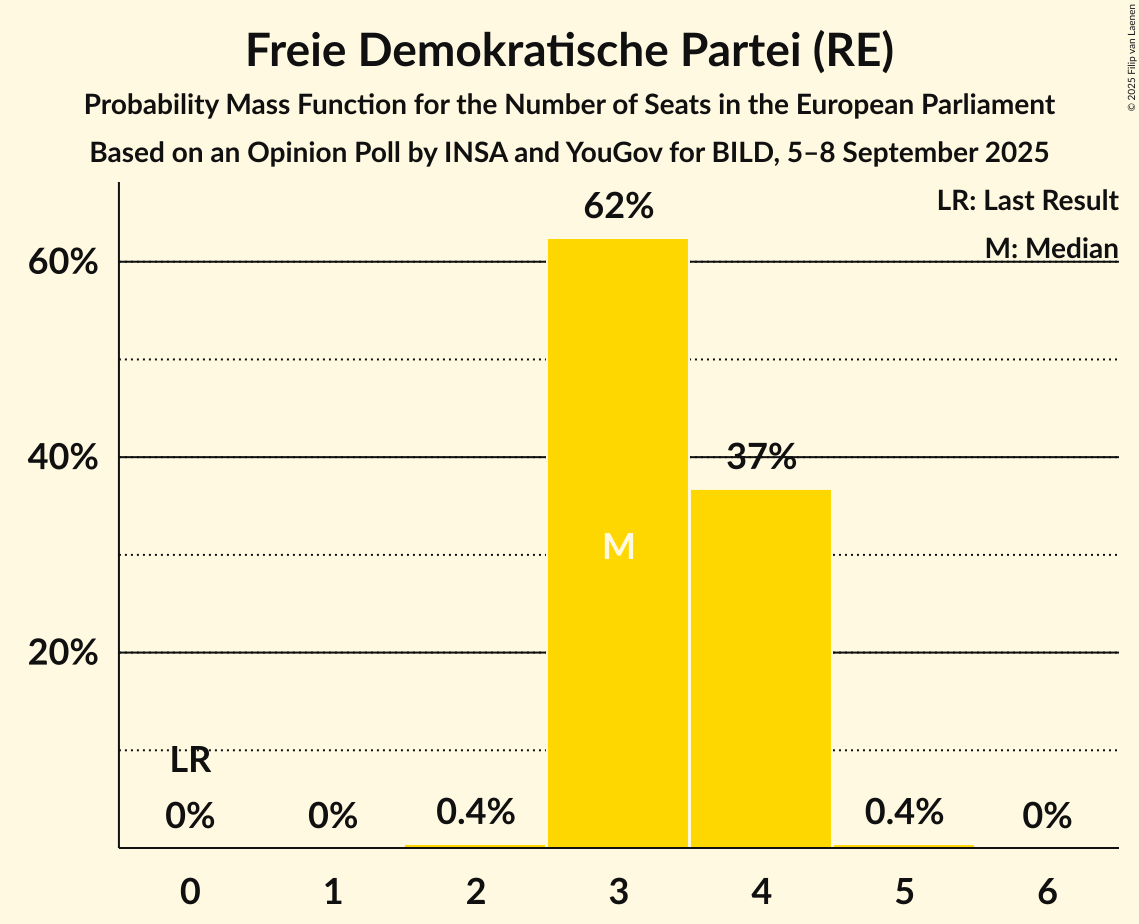 Freie Demokratische Partei (RE)
Probability Mass Function for the Number of Seats in the European Parliament
Based on an Opinion Poll by INSA and YouGov for BILD, 5–8 September 2025
© 2025 Filip van Laenen
LR: Last Result
M: Median
62%
60%
40%
37%
M
20%
LR
0%
0%
0.4%
0.4%
0%
0
1
2
3
4
5
6